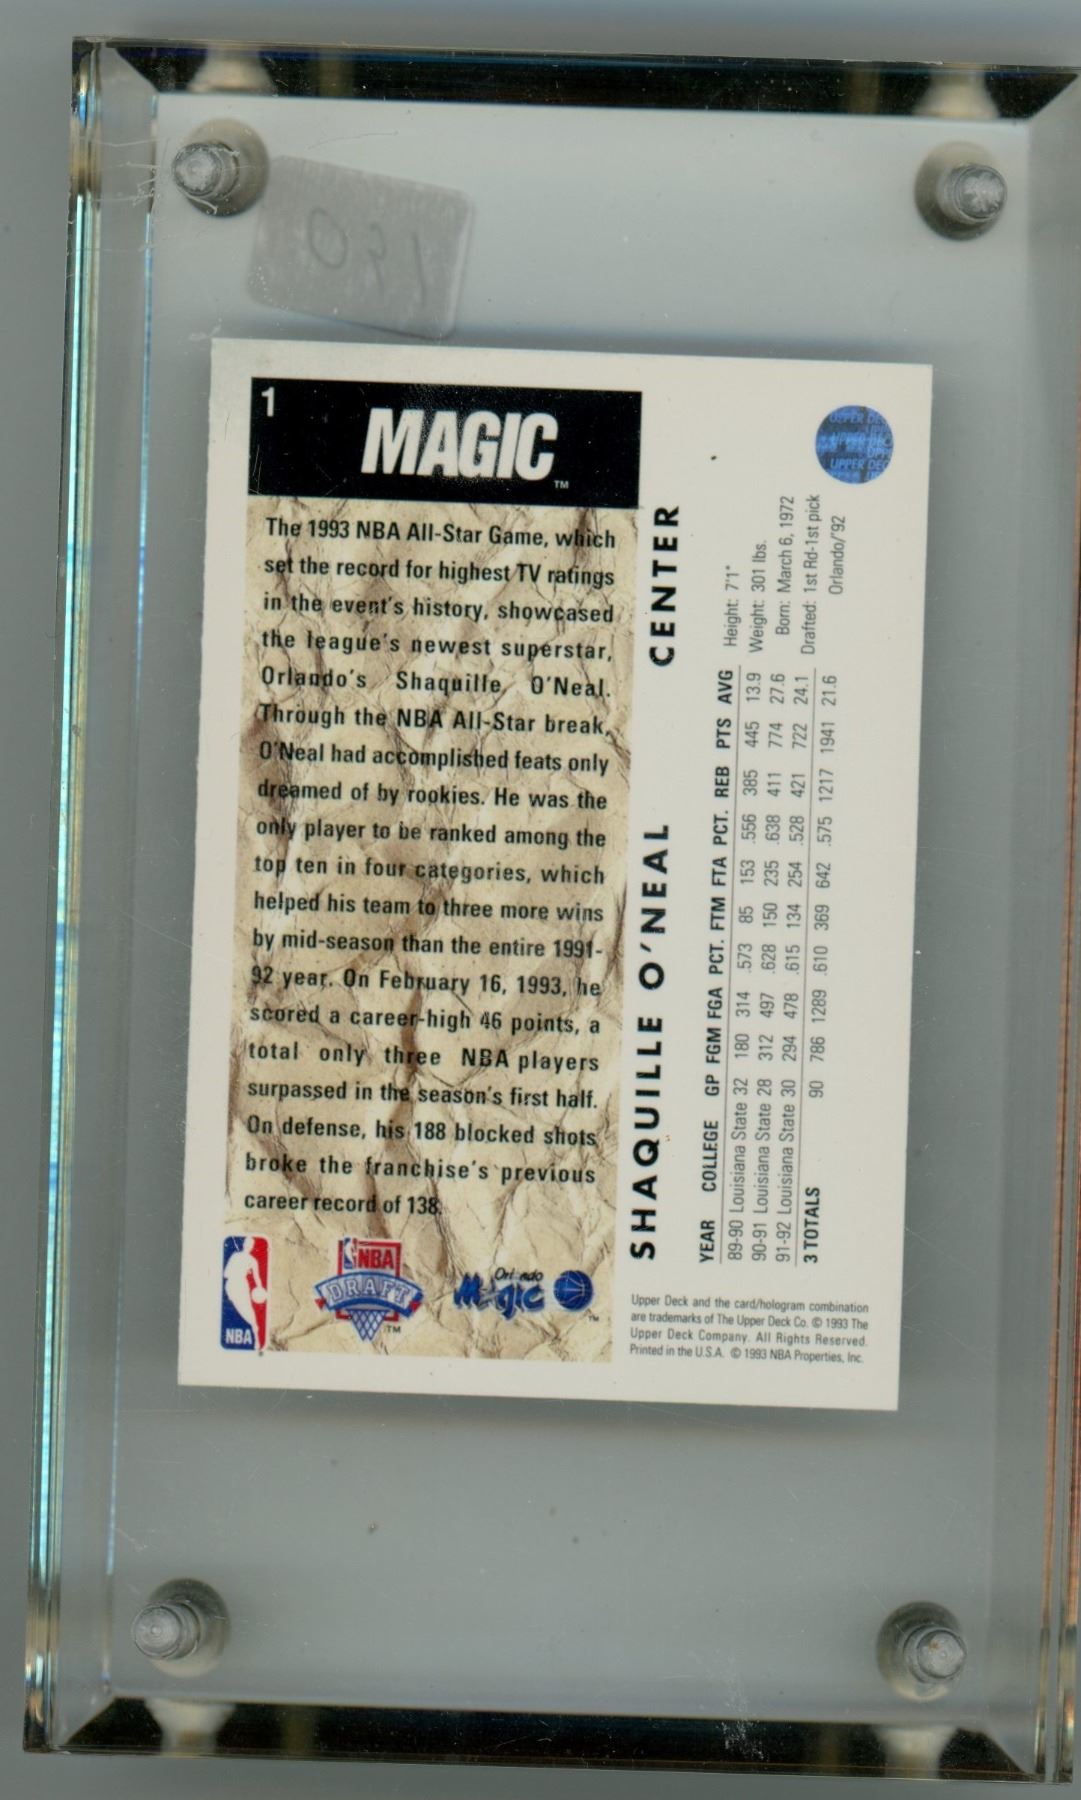 1
MAGIC™
The 1993 NBA All-Star Game, which
set the record for highest TV ratings
in the event's history, showcased
the league's newest superstar,
Orlando's Shaquille O'Neal.
Through the NBA All-Star break,
O'Neal had accomplished feats only
dreamed of by rookies. He was the
only player to be ranked among the
top ten in four categories, which
helped his team to three more wins
by mid-season than the entire 1991-
92 year. On February 16, 1993, he
scored a career-high 46 points, a
total only three NBA players
surpassed in the season's first half.
On defense, his 188 blocked shots
broke the franchise's previous
career record of 138.
NBA
NBA
DRAFT
™
Orlando
Magic
™
SHAQUILLE O'NEAL CENTER
YEAR COLLEGE GP FGM FGA PCT. FTM FTA PCT. REB PTS AVG
89-90 Louisiana State 32 180 314 .573 85 153 .556 385 445 13.9
90-91 Louisiana State 28 312 497 .628 150 235 .638 411 774 27.6
91-92 Louisiana State 30 294 478 .615 134 254 .528 421 722 24.1
3 TOTALS 90 786 1289 .610 369 642 .575 1217 1941 21.6
Height: 7'1"
Weight: 301 lbs.
Born: March 6, 1972
Drafted: 1st Rd-1st pick
Orlando/'92
UPPER DEC
Upper Deck and the card/hologram combination
are trademarks of The Upper Deck Co. © 1993 The
Upper Deck Company. All Rights Reserved.
Printed in the U.S.A. © 1993 NBA Properties, Inc.